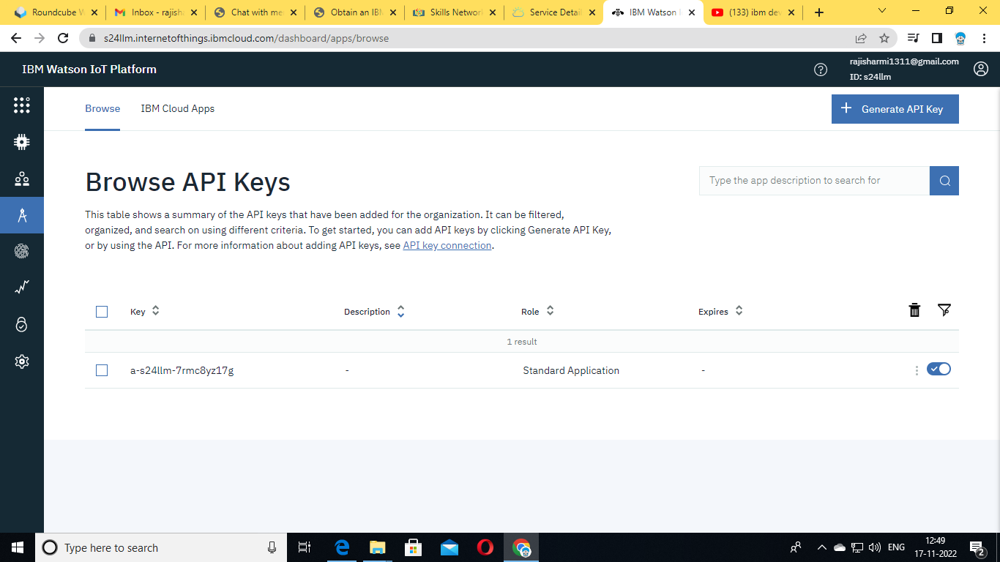 Roundcube W
Inbox - rajish
Chat with me
Obtain an IBM
Skills Networ
Service Detail
IBM Watson I
(133) ibm dev
s24llm.internetofthings.ibmcloud.com/dashboard/apps/browse
IBM Watson IoT Platform
rajisharmi1311@gmail.com
ID: s24llm
Browse
IBM Cloud Apps
Generate API Key
Browse API Keys
Type the app description to search for
This table shows a summary of the API keys that have been added for the organization. It can be filtered,
organized, and search on using different criteria. To get started, you can add API keys by clicking Generate API Key,
or by using the API. For more information about adding API keys, see API key connection.
Key
Description
Role
Expires
1 result
a-s24llm-7rmc8yz17g
-
Standard Application
-
Type here to search
ENG
12:49
17-11-2022
2